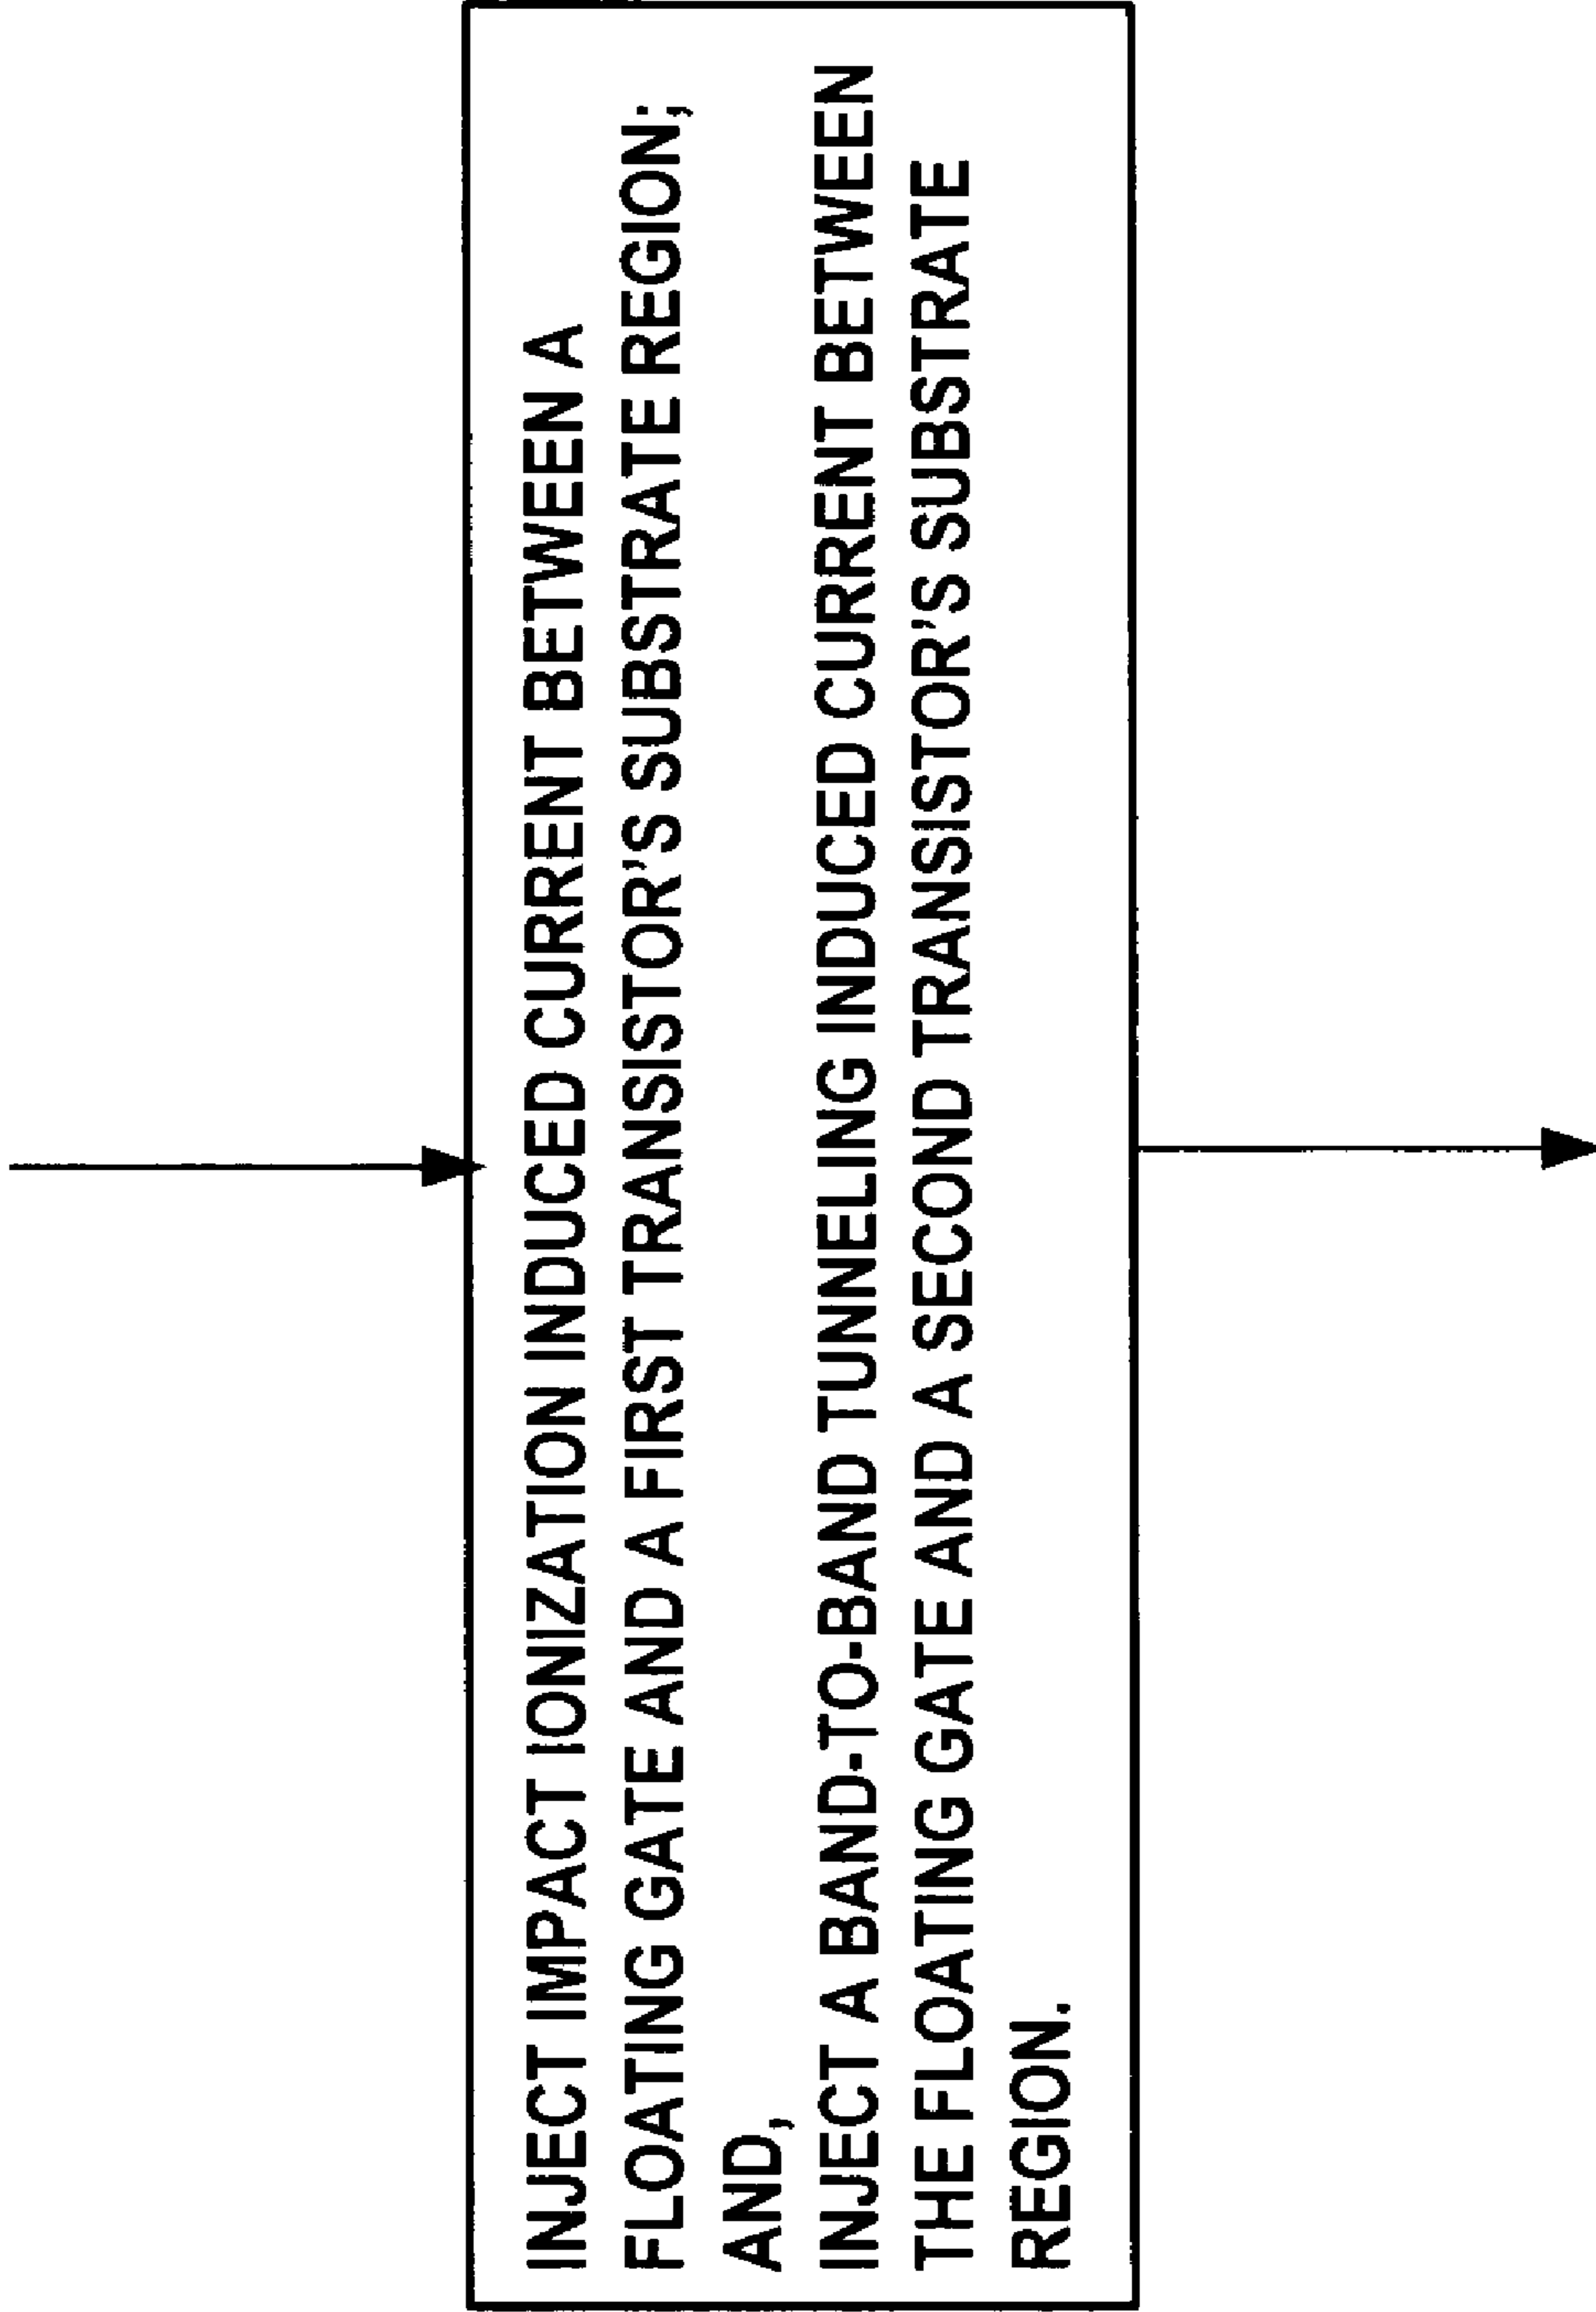 INJECT IMPACT IONIZATION INDUCED CURRENT BETWEEN A
FLOATING GATE AND A FIRST TRANSISTOR'S SUBSTRATE REGION;
AND,
INJECT A BAND-TO-BAND TUNNELING INDUCED CURRENT BETWEEN
THE FLOATING GATE AND A SECOND TRANSISTOR'S SUBSTRATE
REGION.